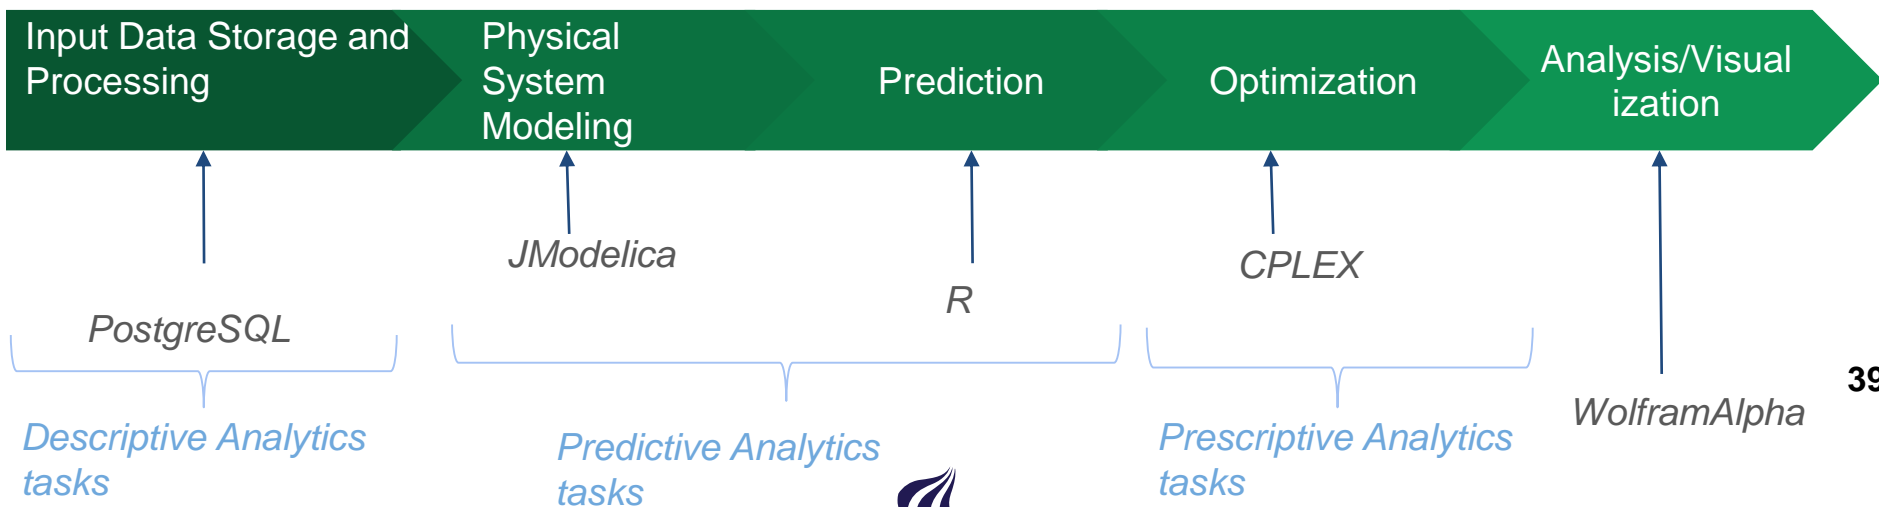 Input Data Storage and
Processing
Physical
System
Modeling
Prediction
Optimization
Analysis/Visual
ization
PostgreSQL
JModelica
R
CPLEX
WolframAlpha
39
Descriptive Analytics
tasks
Predictive Analytics
tasks
Prescriptive Analytics
tasks